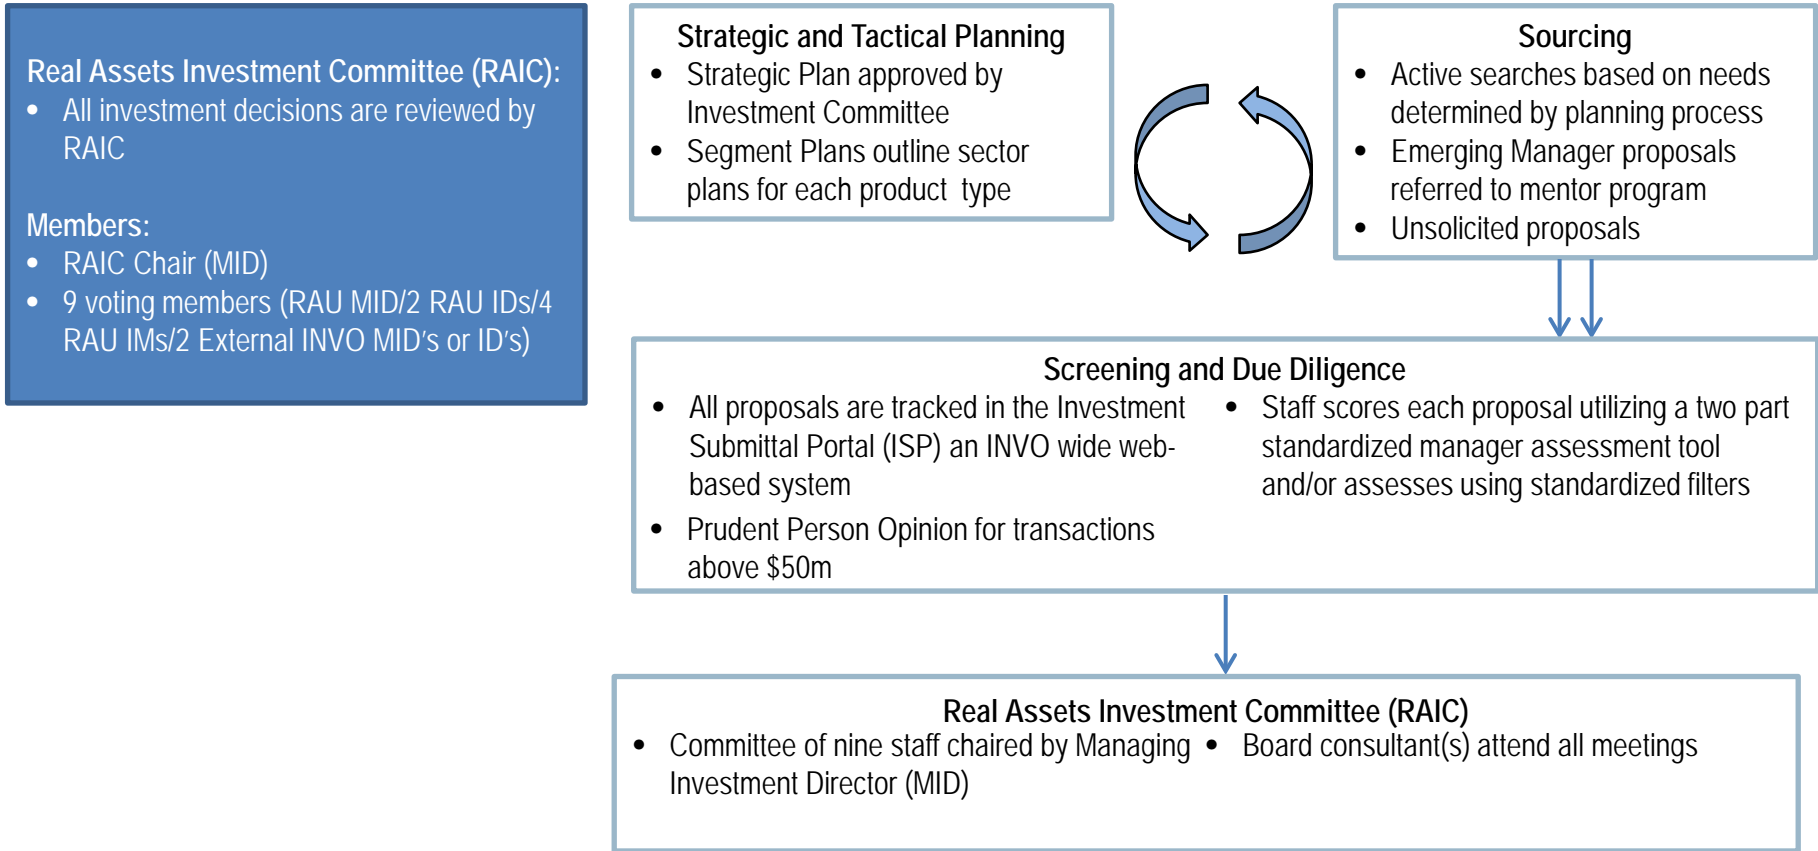 Real Assets Investment Committee (RAIC):
• All investment decisions are reviewed by
RAIC
Members:
• RAIC Chair (MID)
• 9 voting members (RAU MID/2 RAU IDs/4
RAU IMs/2 External INVO MID's or ID's)
Strategic and Tactical Planning
• Strategic Plan approved by
Investment Committee
• Segment Plans outline sector
plans for each product type
Sourcing
• Active searches based on needs
determined by planning process
• Emerging Manager proposals
referred to mentor program
• Unsolicited proposals
Screening and Due Diligence
• All proposals are tracked in the Investment
Submittal Portal (ISP) an INVO wide web-
based system
• Prudent Person Opinion for transactions
above $50m
• Staff scores each proposal utilizing a two part
standardized manager assessment tool
and/or assesses using standardized filters
Real Assets Investment Committee (RAIC)
• Committee of nine staff chaired by Managing
Investment Director (MID)
• Board consultant(s) attend all meetings